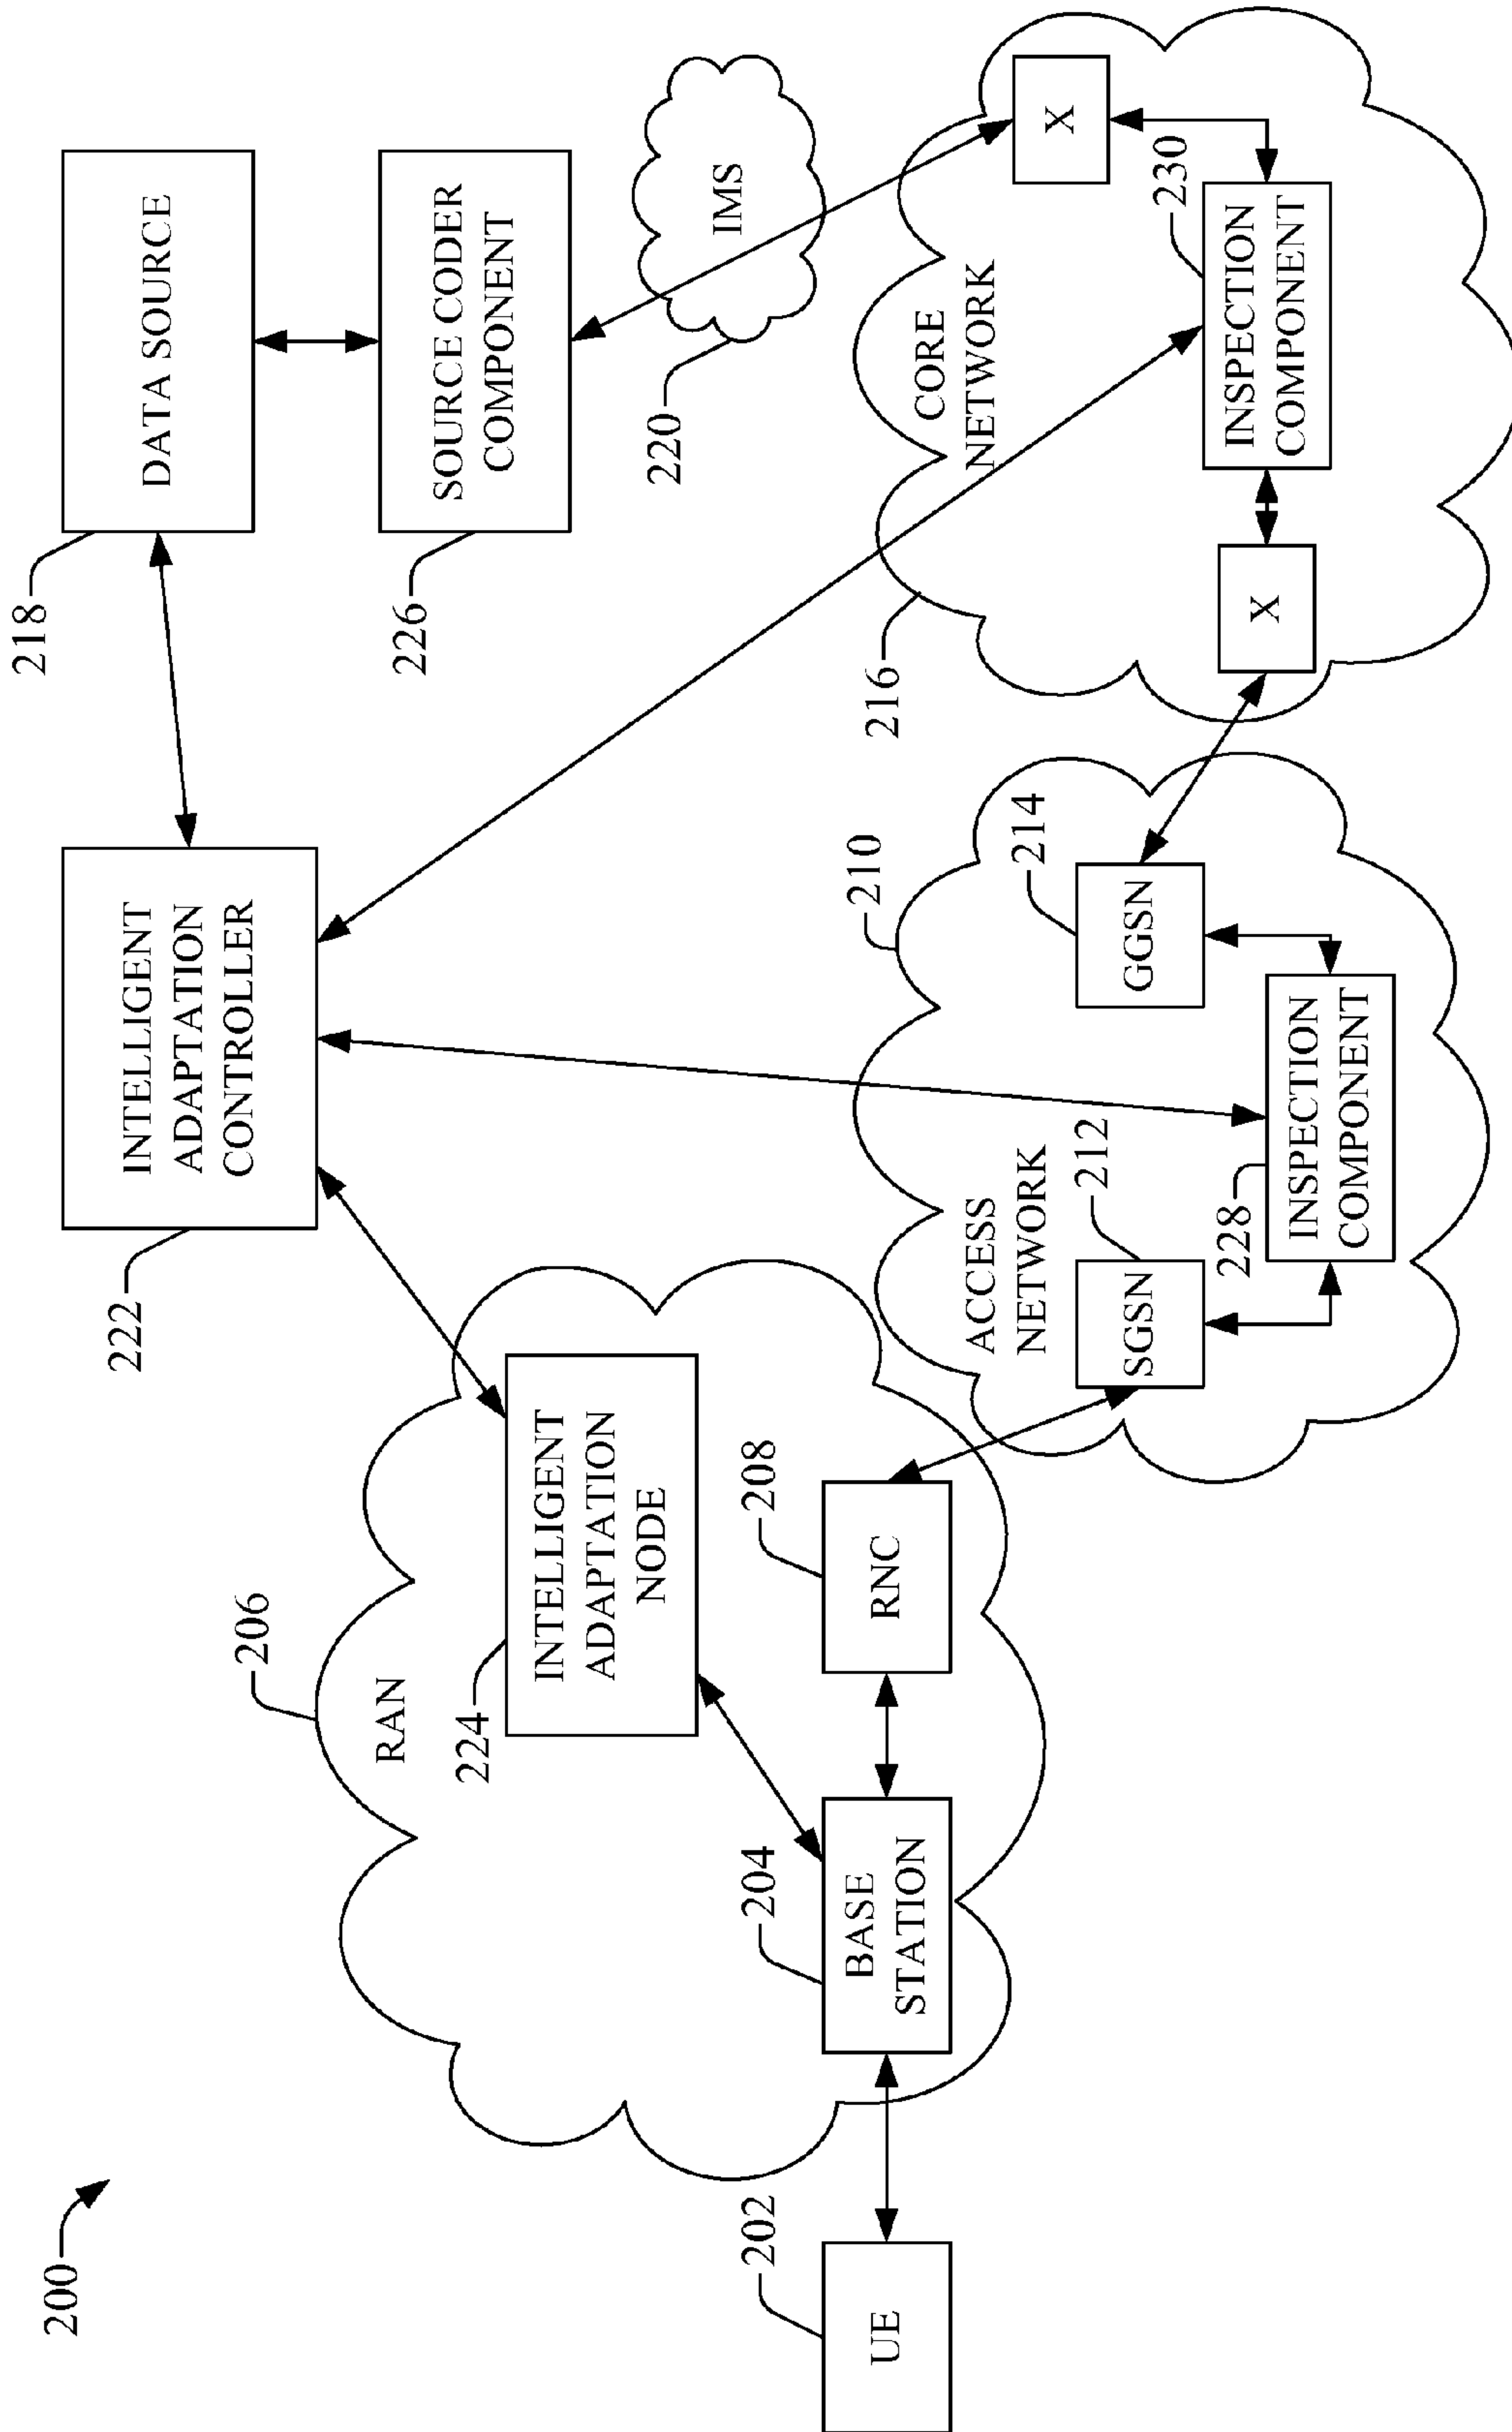 200
222
INTELLIGENT
ADAPTATION
CONTROLLER
218
DATA SOURCE
226
SOURCE CODER
COMPONENT
206
RAN
224
INTELLIGENT
ADAPTATION
NODE
220
IMS
202
UE
204
BASE
STATION
208
RNC
210
ACCESS
NETWORK
212
SGSN
214
GGSN
228
INSPECTION
COMPONENT
216
CORE
NETWORK
X
230
INSPECTION
COMPONENT
X